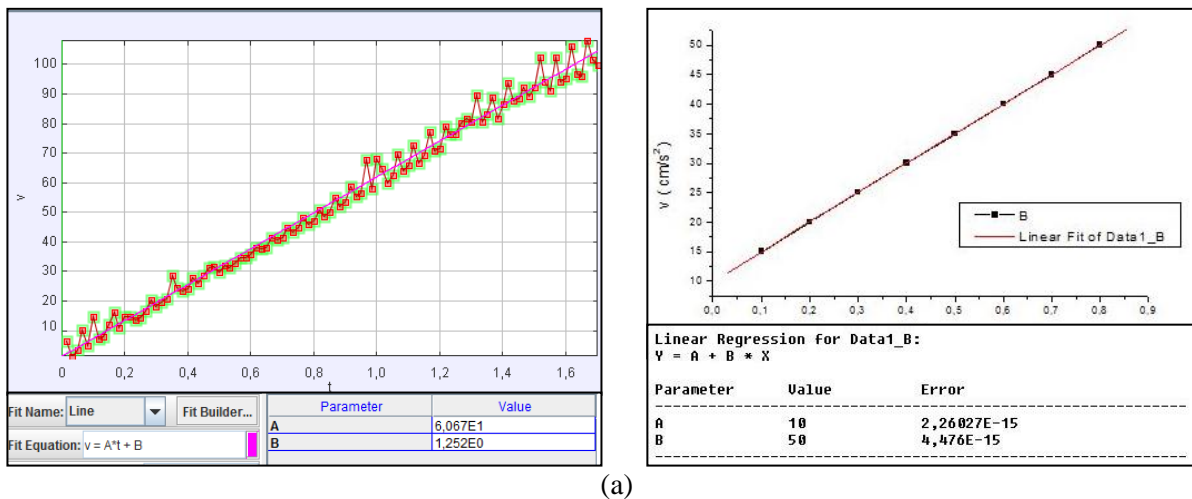 100
90
80
70
60
50
40
30
20
10
v
0 0,2 0,4 0,6 0,8 1,0 1,2 1,4 1,6
t
Fit Name: Line Fit Builder...
Fit Equation: v = A*t + B
Parameter Value
A 6,067E1
B 1,252E0
50
45
40
35
30
25
20
15
10
v ( cm/s²)
B
Linear Fit of Data1_B
0,0 0,1 0,2 0,3 0,4 0,5 0,6 0,7 0,8 0,9
Linear Regression for Data1_B:
Y = A + B * X
Parameter Value Error
A 10 2,26027E-15
B 50 4,476E-15
(a)